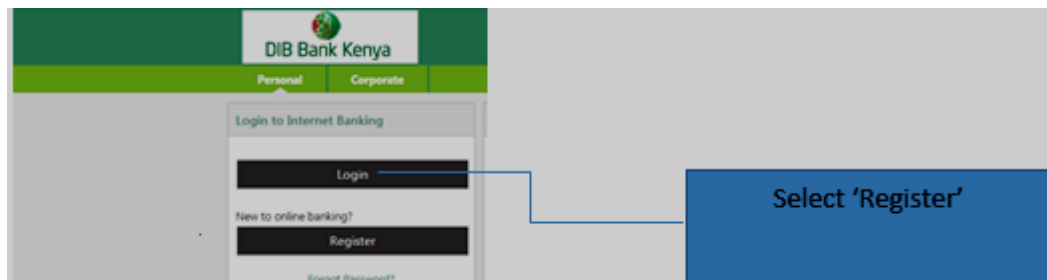 DIB Bank Kenya
Personal Corporate
Login to Internet Banking
Login
Select 'Register'
New to online banking?
Register
Forgot Password?